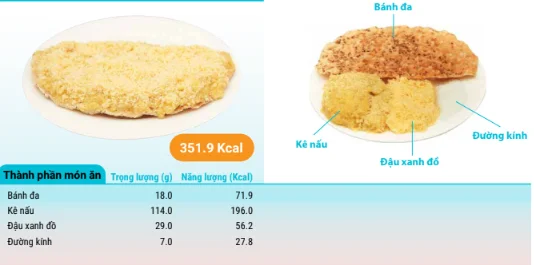 Bánh đa
351.9 Kcal
Kê nấu
Đường kính
Đậu xanh đồ
Thành phần món ăn Trọng lượng (g) Năng lượng (Kcal)
Bánh đa 18.0 71.9
Kê nấu 114.0 196.0
Đậu xanh đồ 29.0 56.2
Đường kính 7.0 27.8